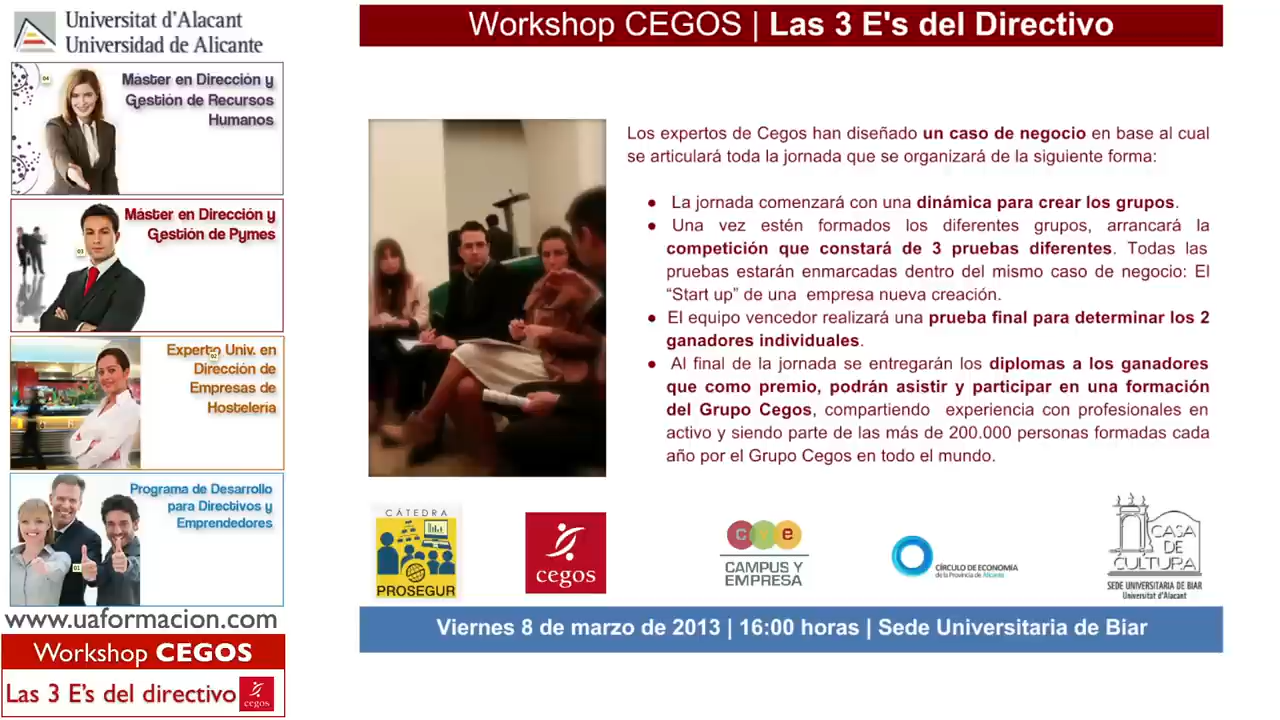 Universitat d'Alacant
Universidad de Alicante
04
Máster en Dirección y
Gestión de Recursos
Humanos
03
Máster en Dirección y
Gestión de Pymes
02
Experto Univ. en
Dirección de
Empresas de
Hostelería
01
Programa de Desarrollo
para Directivos y
Emprendedores
www.uaformacion.com
Workshop CEGOS
Las 3 E's del directivo
cegos
Workshop CEGOS | Las 3 E's del Directivo
Los expertos de Cegos han diseñado un caso de negocio en base al cual
se articulará toda la jornada que se organizará de la siguiente forma:
● La jornada comenzará con una dinámica para crear los grupos.
● Una vez estén formados los diferentes grupos, arrancará la
competición que constará de 3 pruebas diferentes. Todas las
pruebas estarán enmarcadas dentro del mismo caso de negocio: El
“Start up” de una empresa nueva creación.
● El equipo vencedor realizará una prueba final para determinar los 2
ganadores individuales.
● Al final de la jornada se entregarán los diplomas a los ganadores
que como premio, podrán asistir y participar en una formación
del Grupo Cegos, compartiendo experiencia con profesionales en
activo y siendo parte de las más de 200.000 personas formadas cada
año por el Grupo Cegos en todo el mundo.
CÁTEDRA
PROSEGUR
cegos
cye
CAMPUS Y
EMPRESA
CÍRCULO DE ECONOMÍA
de la Provincia de Alicante
CASA
DE
CULTURA
SEDE UNIVERSITARIA DE BIAR
Universitat d'Alacant
Viernes 8 de marzo de 2013 | 16:00 horas | Sede Universitaria de Biar